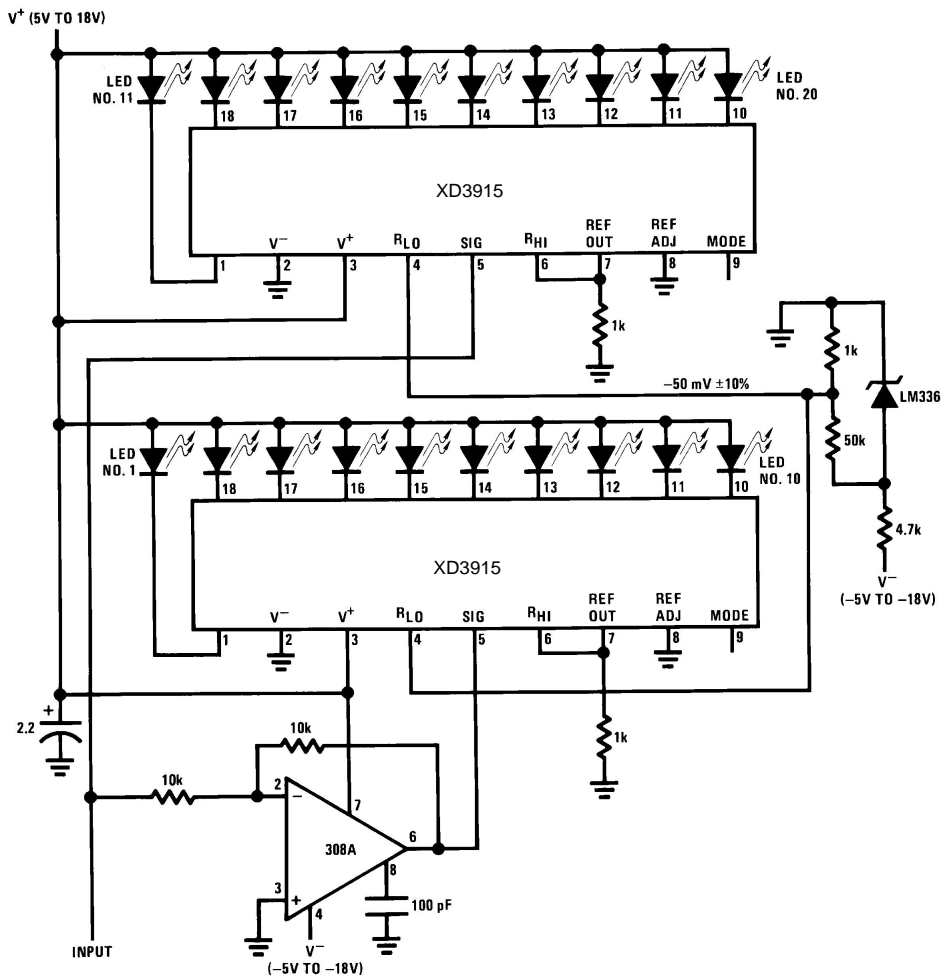 V+ (5V TO 18V)
LED
NO. 11
LED
NO. 20
18 17 16 15 14 13 12 11 10
XD3915
V− V+ RLO SIG RHI REF OUT REF ADJ MODE
1 2 3 4 5 6 7 8 9
1k
1k
−50 mV ±10%
LM336
50k
LED
NO. 1
LED
NO. 10
18 17 16 15 14 13 12 11 10
4.7k
XD3915
V−
(−5V TO −18V)
V− V+ RLO SIG RHI REF OUT REF ADJ MODE
1 2 3 4 5 6 7 8 9
+
2.2
10k
1k
10k
2
−
7
6
308A
8
3
+
4
100 pF
INPUT
V−
(−5V TO −18V)